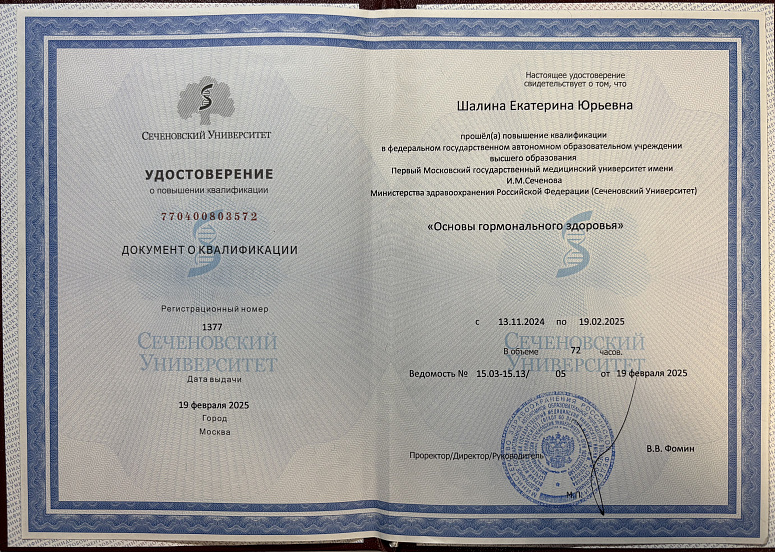 Сеченовский Университет
УДОСТОВЕРЕНИЕ
о повышении квалификации
770400803572
ДОКУМЕНТ О КВАЛИФИКАЦИИ
Регистрационный номер
1377
Сеченовский
Университет
Дата выдачи
19 февраля 2025
Город
Москва
Настоящее удостоверение
свидетельствует о том, что
Шалина Екатерина Юрьевна
прошёл(а) повышение квалификации
в федеральном государственном автономном образовательном учреждении
высшего образования
Первый Московский государственный медицинский университет имени
И.М.Сеченова
Министерства здравоохранения Российской Федерации (Сеченовский Университет)
«Основы гормонального здоровья»
с 13.11.2024 по 19.02.2025
Сеченовский
Университет
В объеме 72 часов.
Ведомость № 15.03-15.13/ 05 от 19 февраля 2025
В.В. Фомин
Проректор/Директор/Руководитель
М.П.